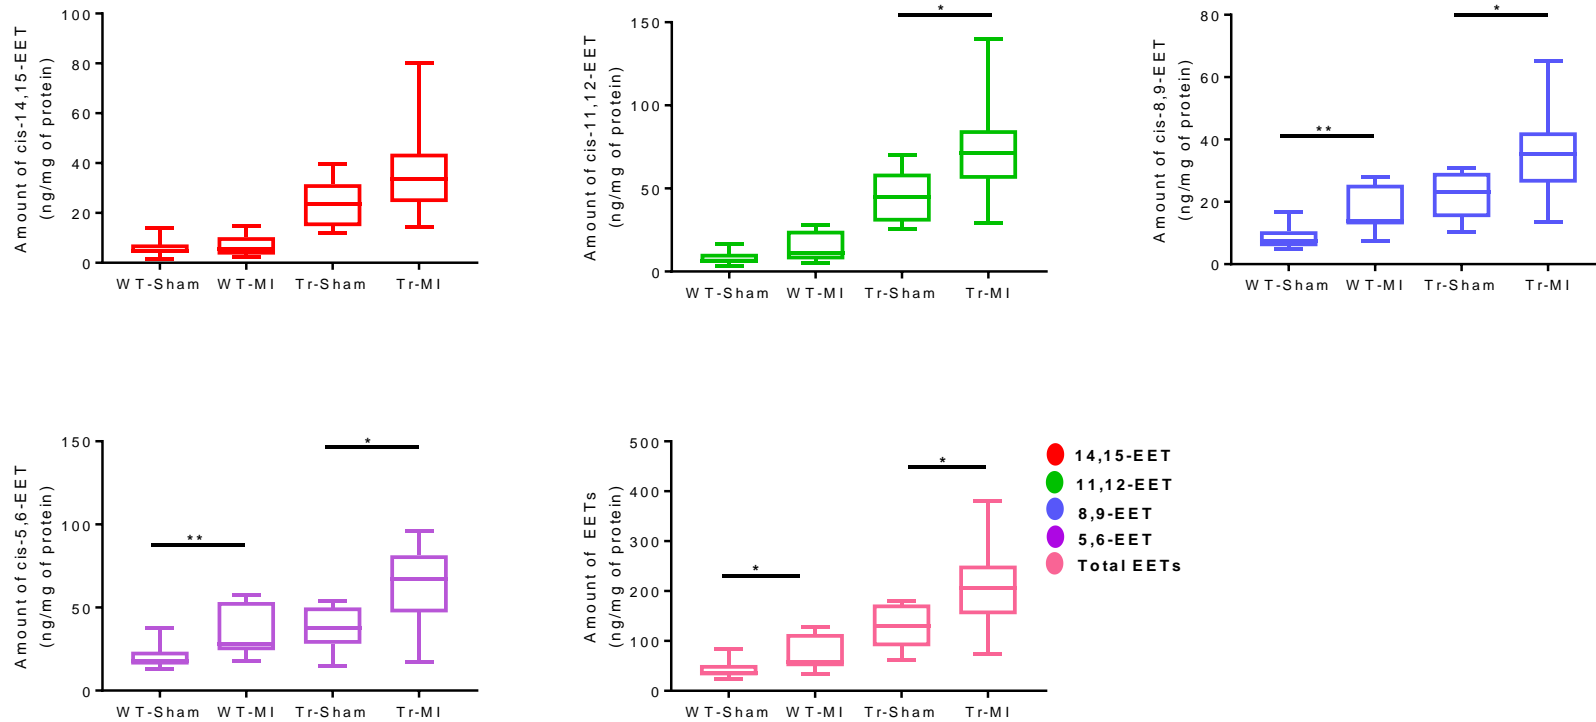 Amount of cis-14,15-EET
(ng/mg of protein)
100
80
60
40
20
0
WT-Sham WT-MI Tr-Sham Tr-MI
Amount of cis-11,12-EET
(ng/mg of protein)
150
100
50
0
*
WT-Sham WT-MI Tr-Sham Tr-MI
Amount of cis-8,9-EET
(ng/mg of protein)
80
60
40
20
0
**
*
WT-Sham WT-MI Tr-Sham Tr-MI
Amount of cis-5,6-EET
(ng/mg of protein)
150
100
50
0
**
*
WT-Sham WT-MI Tr-Sham Tr-MI
Amount of EETs
(ng/mg of protein)
500
400
300
200
100
0
*
*
WT-Sham WT-MI Tr-Sham Tr-MI
14,15-EET
11,12-EET
8,9-EET
5,6-EET
Total EETs